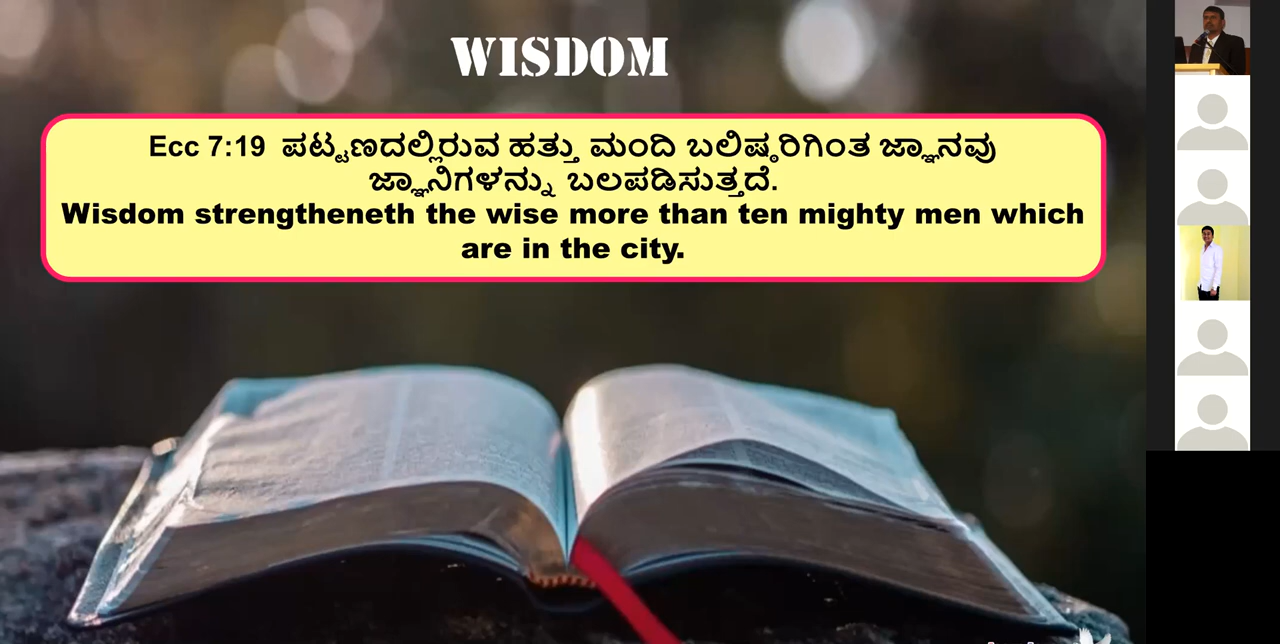 WISDOM
Ecc 7:19 ಪಟ್ಟಣದಲ್ಲಿರುವ ಹತ್ತು ಮಂದಿ ಬಲಿಷ್ಠರಿಗಿಂತ ಜ್ಞಾನವು
ಜ್ಞಾನಿಗಳನ್ನು ಬಲಪಡಿಸುತ್ತದೆ.
Wisdom strengtheneth the wise more than ten mighty men which
are in the city.